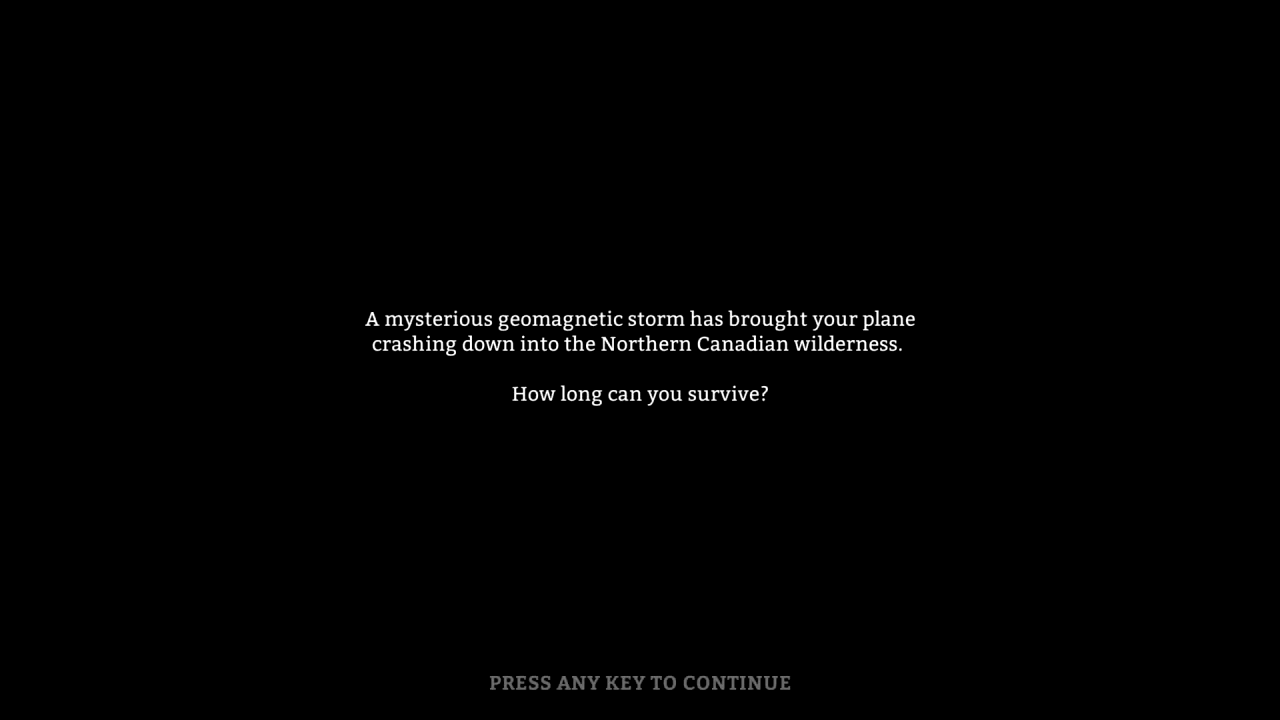 A mysterious geomagnetic storm has brought your plane
crashing down into the Northern Canadian wilderness.
How long can you survive?
PRESS ANY KEY TO CONTINUE